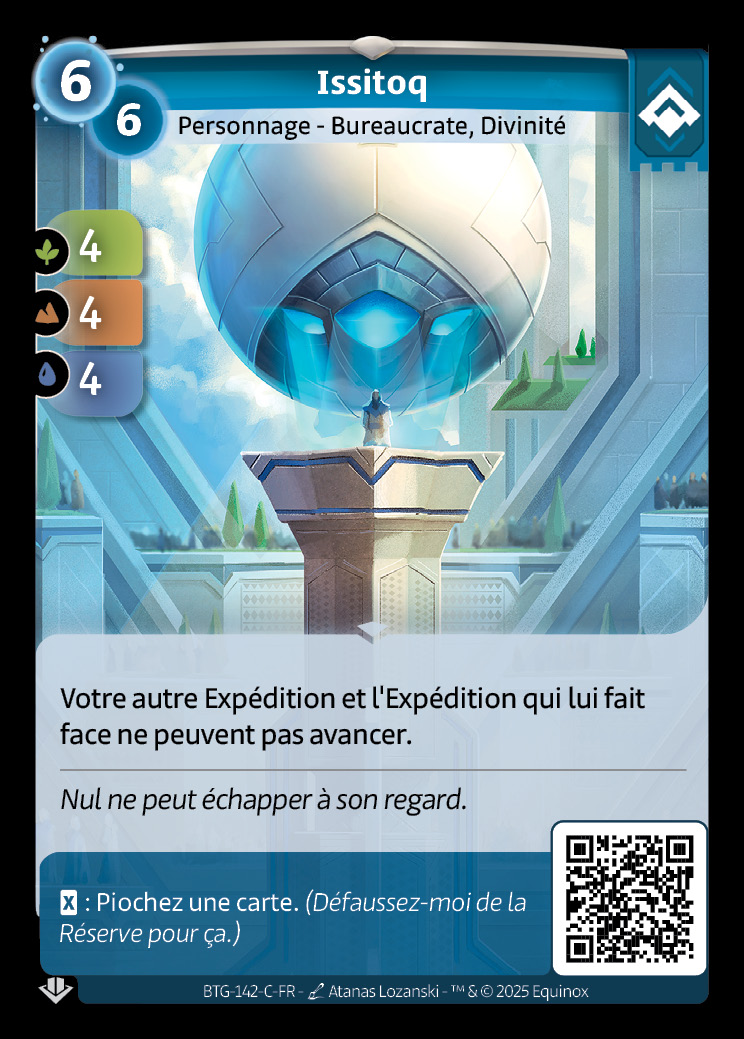 6
Issitoq
6
Personnage - Bureaucrate, Divinité
4
4
4
Votre autre Expédition et l'Expédition qui lui fait
face ne peuvent pas avancer.
Nul ne peut échapper à son regard.
X : Piochez une carte. (Défaussez-moi de la
Réserve pour ça.)
BTG-142-C-FR - Atanas Lozanski - ™ & © 2025 Equinox